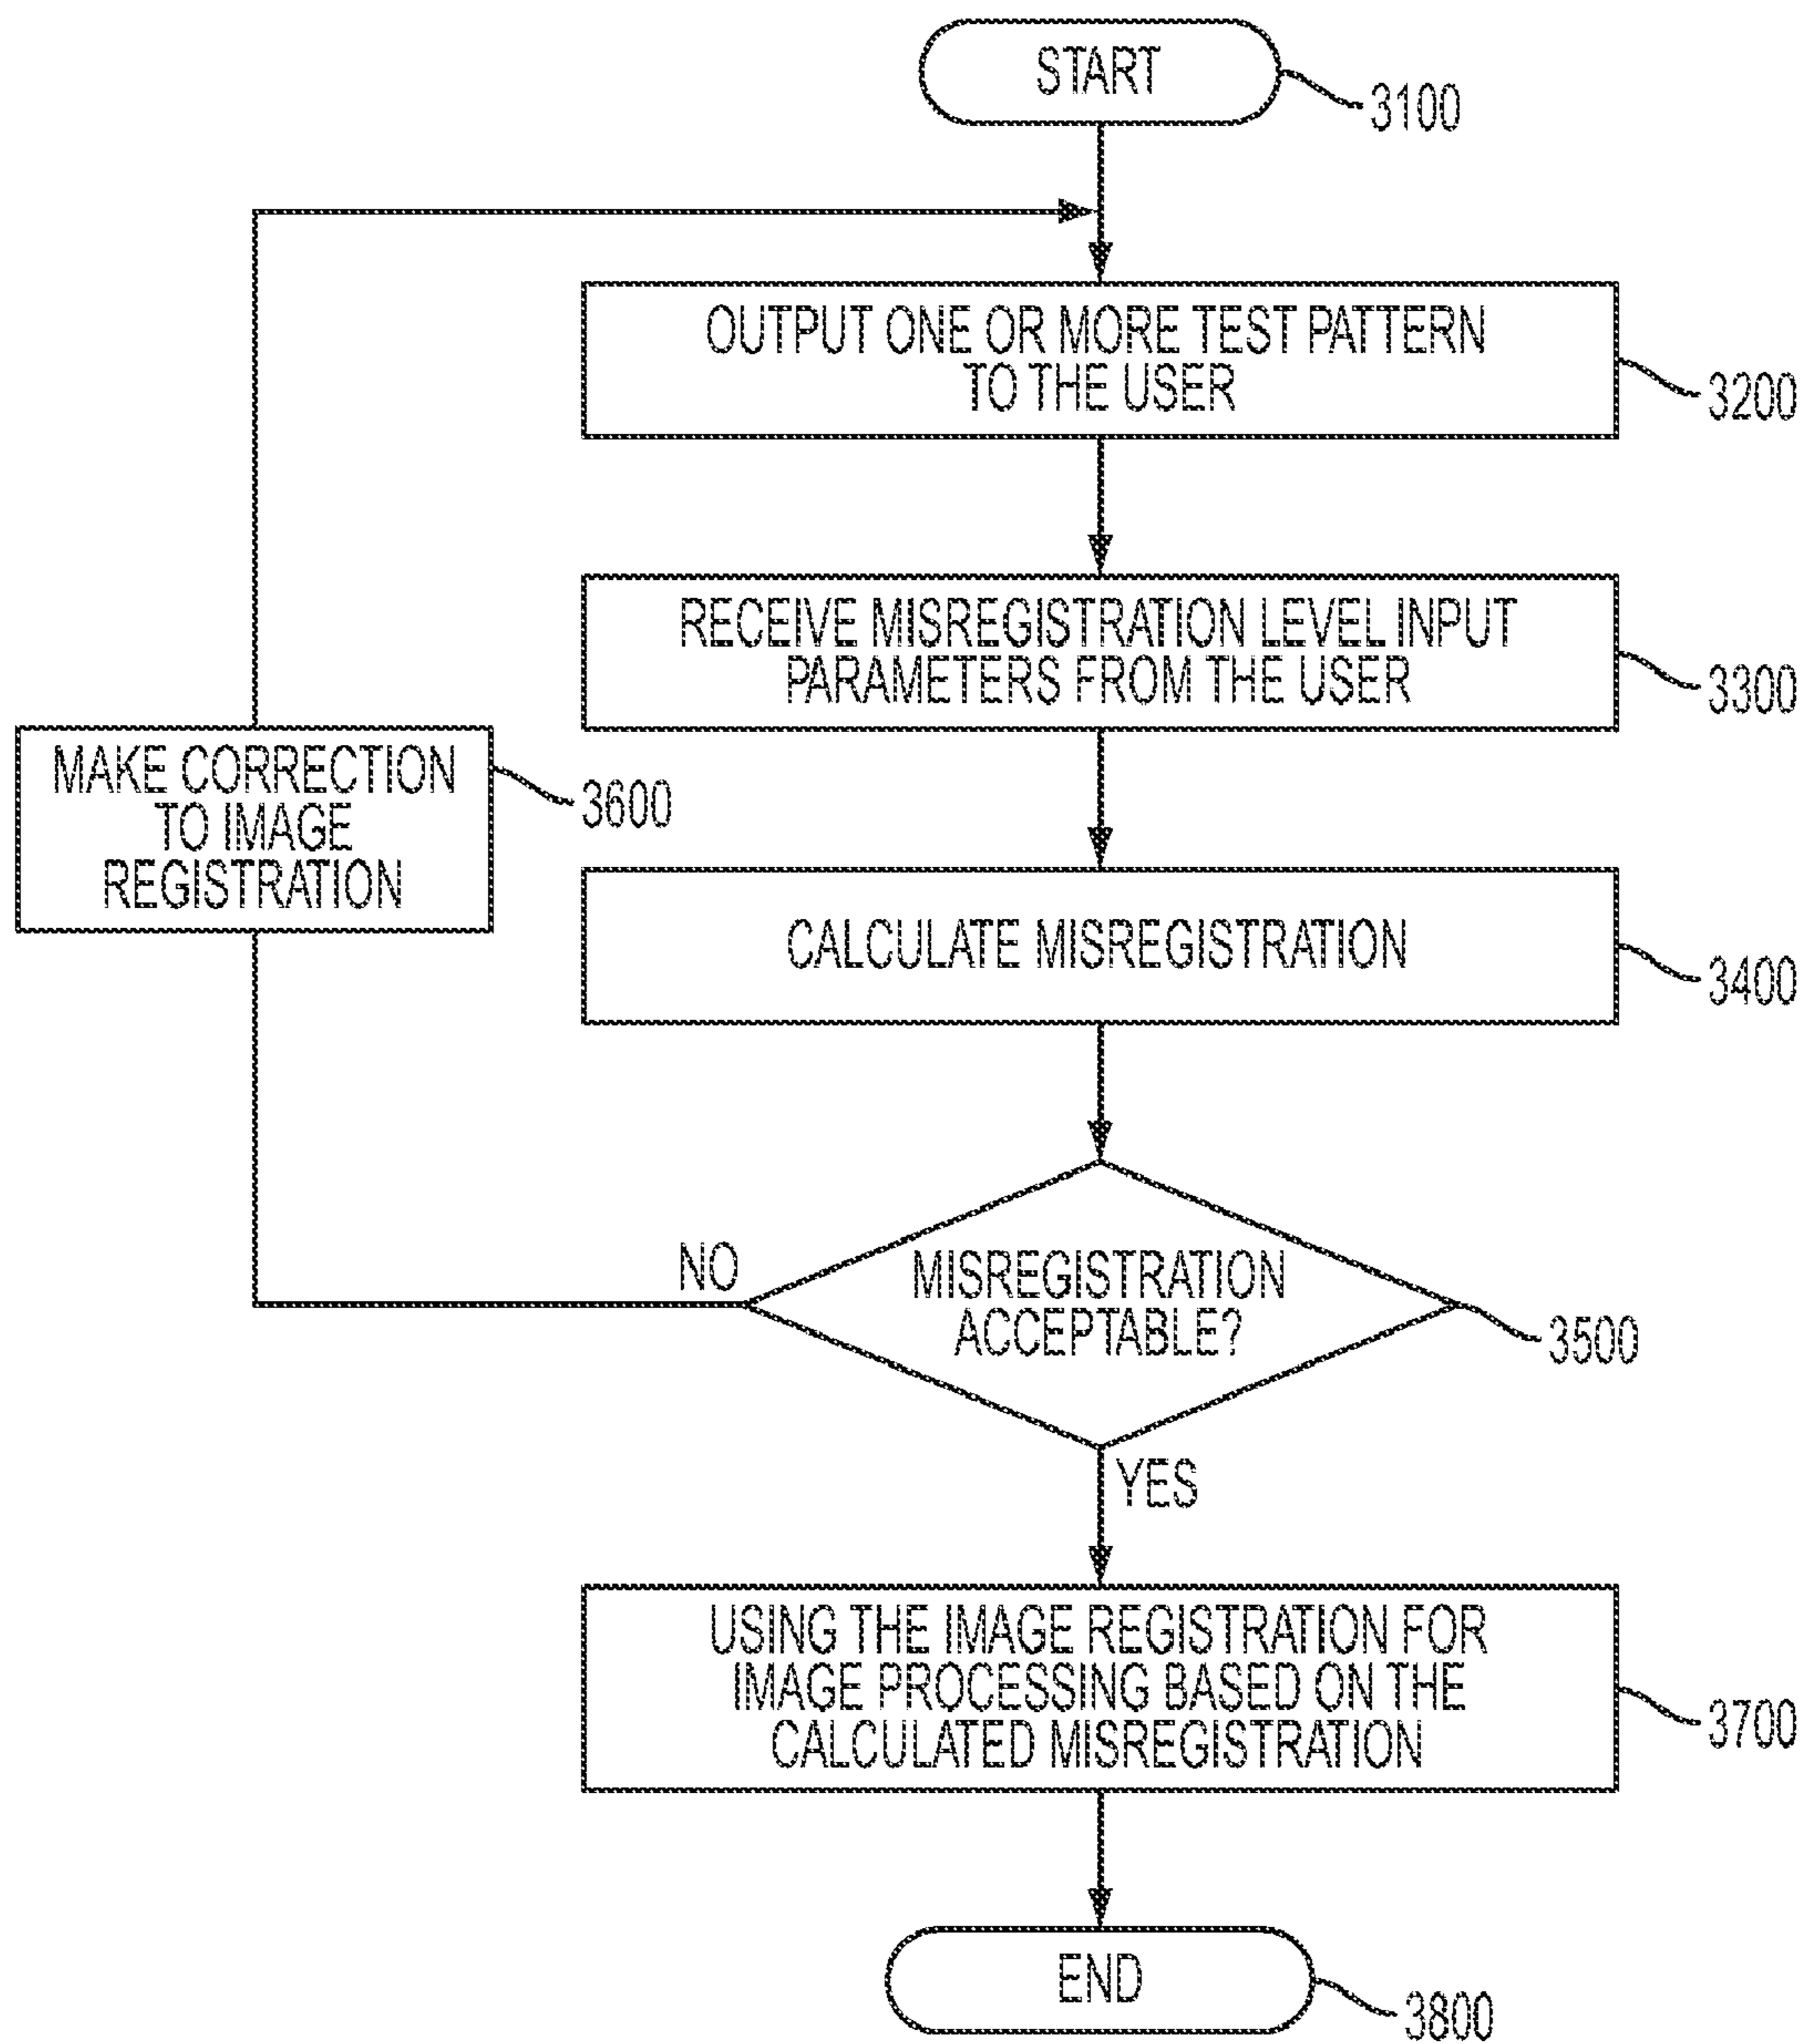 START
3100
OUTPUT ONE OR MORE TEST PATTERN
TO THE USER
3200
RECEIVE MISREGISTRATION LEVEL INPUT
PARAMETERS FROM THE USER
3300
MAKE CORRECTION
TO IMAGE
REGISTRATION
3600
CALCULATE MISREGISTRATION
3400
NO
MISREGISTRATION
ACCEPTABLE?
3500
YES
USING THE IMAGE REGISTRATION FOR
IMAGE PROCESSING BASED ON THE
CALCULATED MISREGISTRATION
3700
END
3800